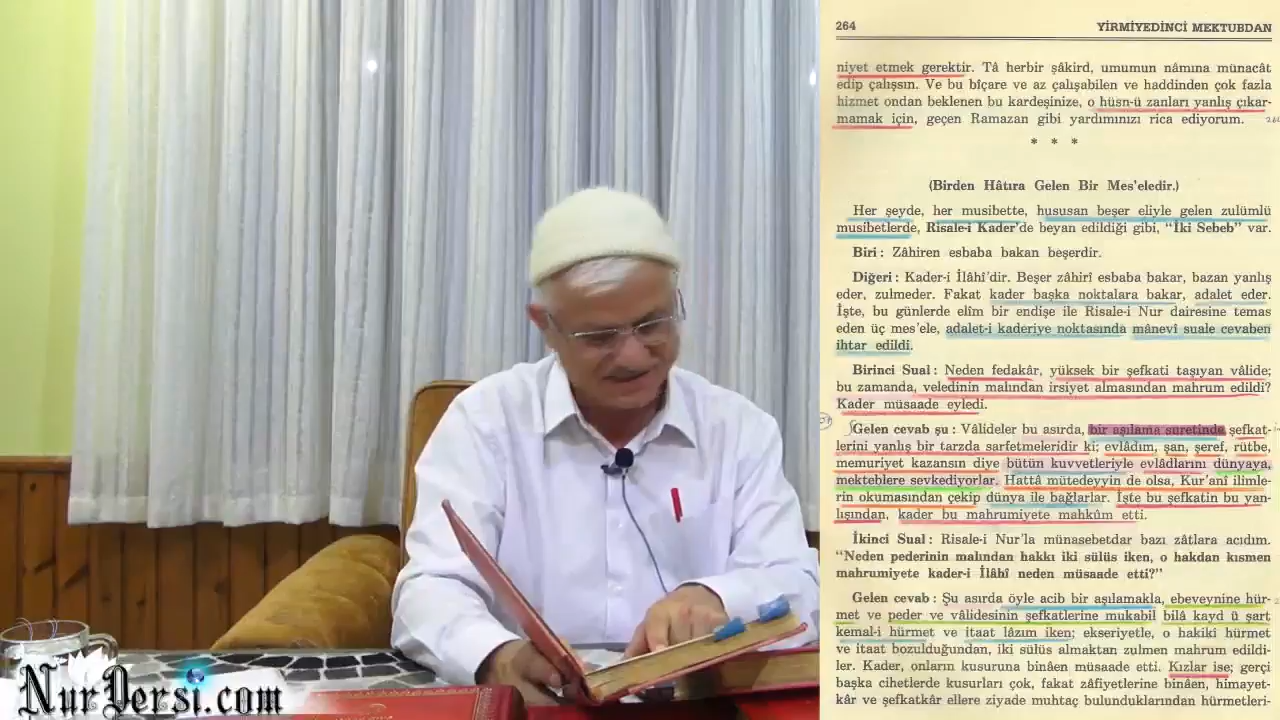 264 YİRMİYEDİNCİ MEKTUBDAN
niyet etmek gerektir. Tâ herbir şâkird, umumun nâmına münacât
edip çalışsın. Ve bu bîçare ve az çalışabilen ve haddinden çok fazla
hizmet ondan beklenen bu kardeşinize, o hüsn-ü zanları yanlış çıkar-
mamak için, geçen Ramazan gibi yardımınızı rica ediyorum.
* * *
(Birden Hâtıra Gelen Bir Mes'eledir.)
Her şeyde, her musibette, hususan beşer eliyle gelen zulümlü
musibetlerde, Risale-i Kader'de beyan edildiği gibi, "İki Sebeb" var.
Biri : Zâhiren esbaba bakan beşerdir.
Diğeri : Kader-i İlâhî'dir. Beşer zâhirî esbaba bakar, bazan yanlış
eder, zulmeder. Fakat kader başka noktalara bakar, adalet eder.
İşte, bu günlerde elîm bir endişe ile Risale-i Nur dairesine temas
eden üç mes'ele, adalet-i kaderiye noktasında mânevî suale cevaben
ihtar edildi.
Birinci Sual : Neden fedakâr, yüksek bir şefkati taşıyan vâlide;
bu zamanda, veledinin malından irsiyet almasından mahrum edildi?
Kader müsaade eyledi.
Gelen cevab şu : Vâlideler bu asırda, bir aşılama suretinde şefkat-
lerini yanlış bir tarzda sarfetmeleridir ki; evlâdım, şan, şeref, rütbe,
memuriyet kazansın diye bütün kuvvetleriyle evlâdlarını dünyaya,
mekteblere sevkediyorlar. Hattâ mütedeyyin de olsa, Kur'anî ilimle-
rin okumasından çekip dünya ile bağlarlar. İşte bu şefkatin bu yan-
lışından, kader bu mahrumiyete mahkûm etti.
İkinci Sual : Risale-i Nur'la münasebetdar bazı zâtlara acıdım.
"Neden pederinin malından hakkı iki sülüs iken, o hakdan kısmen
mahrumiyete kader-i İlâhî neden müsaade etti?"
Gelen cevab : Şu asırda öyle acib bir aşılamakla, ebeveynine hür-
met ve peder ve vâlidesinin şefkatlerine mukabil bilâ kayd ü şart
kemal-i hürmet ve itaat lâzım iken; ekseriyetle, o hakiki hürmet
ve itaat bozulduğundan, iki sülüs almaktan zulmen mahrum edildi-
ler. Kader, onların kusuruna binâen müsaade etti. Kızlar ise; gerçi
başka cihetlerde kusurları çok, fakat zâfiyetlerine binâen, himayet-
kâr ve şefkatkâr ellere ziyade muhtaç bulunduklarından hürmetleri-
NurDersi.com